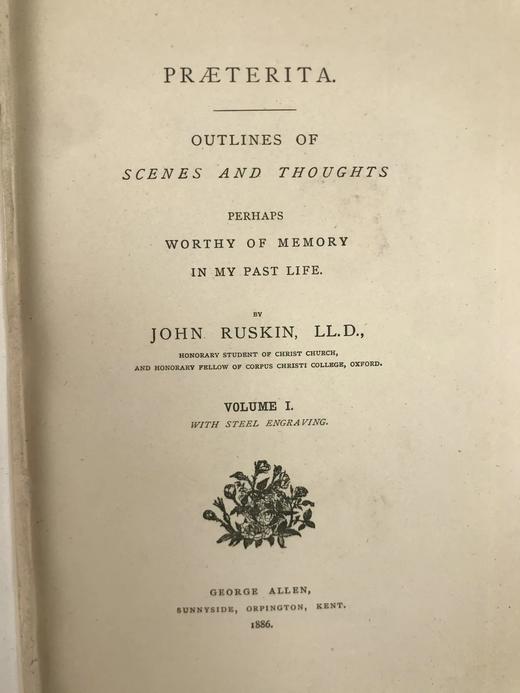 PRÆTERITA.
OUTLINES OF
SCENES AND THOUGHTS
PERHAPS
WORTHY OF MEMORY
IN MY PAST LIFE.
BY
JOHN RUSKIN, LL.D.,
HONORARY STUDENT OF CHRIST CHURCH,
AND HONORARY FELLOW OF CORPUS CHRISTI COLLEGE, OXFORD.
VOLUME I.
WITH STEEL ENGRAVING.
GEORGE ALLEN,
SUNNYSIDE, ORPINGTON, KENT.
1886.